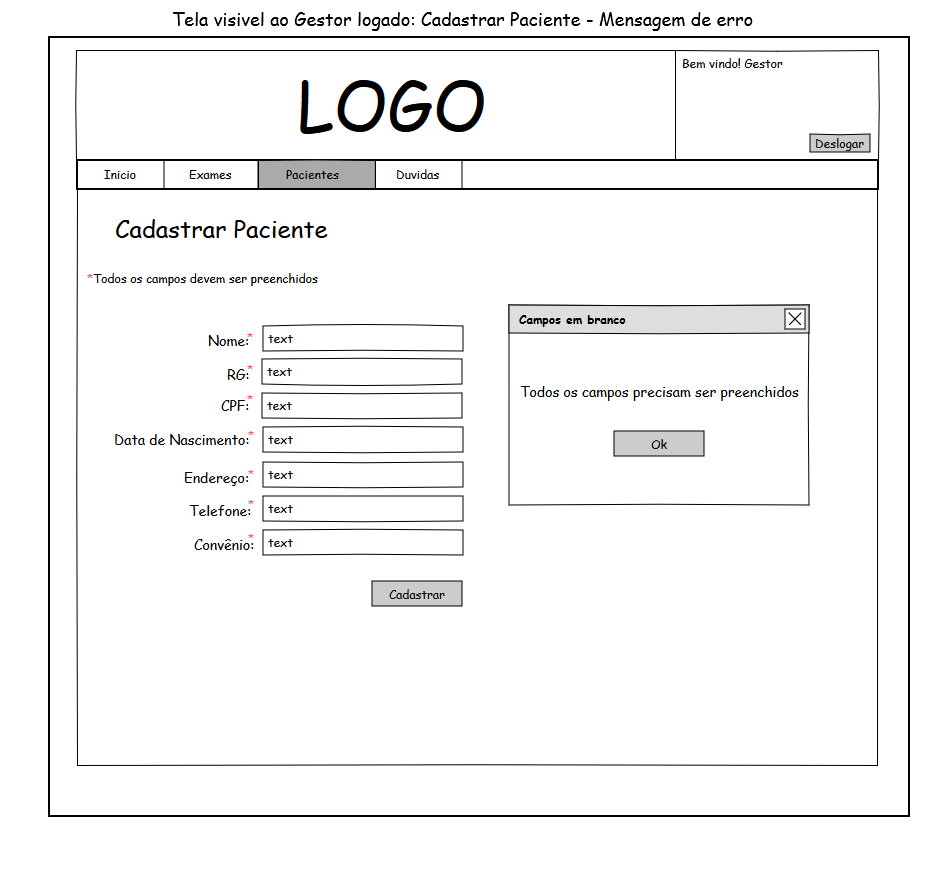 Tela visivel ao Gestor logado: Cadastrar Paciente - Mensagem de erro
LOGO
Bem vindo! Gestor
Deslogar
Inicio
Exames
Pacientes
Duvidas
Cadastrar Paciente
*Todos os campos devem ser preenchidos
Nome:*
text
RG:*
text
CPF:*
text
Data de Nascimento:*
text
Endereço:*
text
Telefone:*
text
Convênio:*
text
Cadastrar
Campos em branco
Todos os campos precisam ser preenchidos
Ok